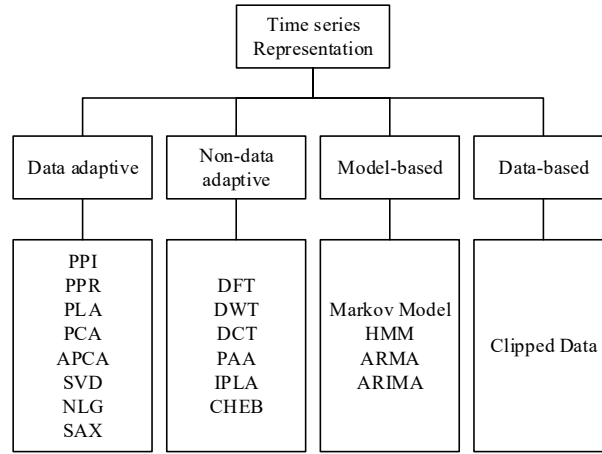 Time series
Representation
Data adaptive
Non-data
adaptive
Model-based
Data-based
PPI
PPR
PLA
PCA
APCA
SVD
NLG
SAX
DFT
DWT
DCT
PAA
IPLA
CHEB
Markov Model
HMM
ARMA
ARIMA
Clipped Data